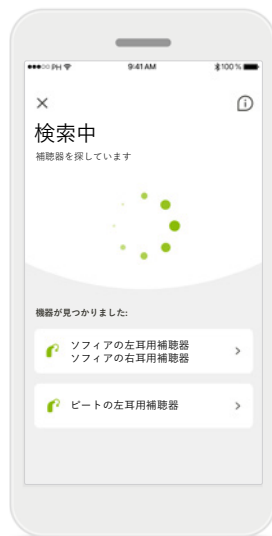 ●●●○○ PH 9:41 AM 100 %
検索中
補聴器を探しています
機器が見つかりました:
ソフィアの左耳用補聴器
ソフィアの右耳用補聴器
ピートの左耳用補聴器